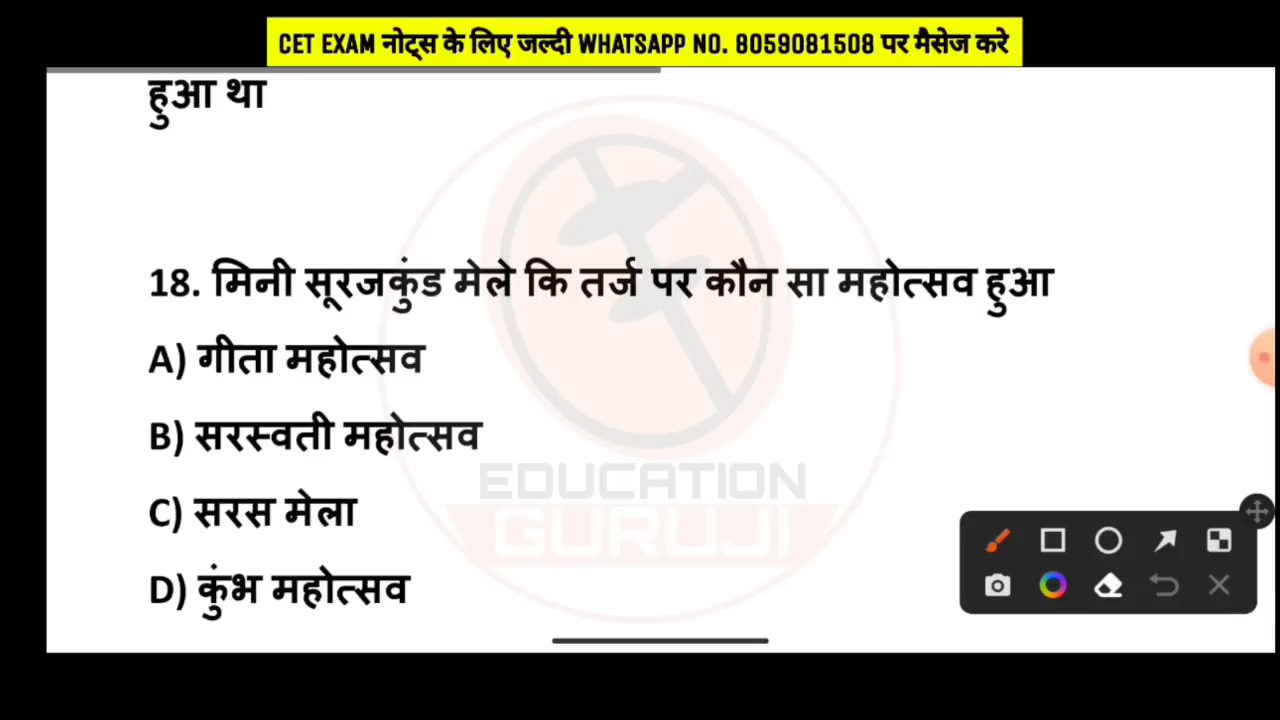 CET EXAM नोट्स के लिए जल्दी WHATSAPP NO. 8059081508 पर मैसेज करे
हुआ था
18. मिनी सूरजकुंड मेले कि तर्ज पर कौन सा महोत्सव हुआ
A) गीता महोत्सव
B) सरस्वती महोत्सव
EDUCATION
C) सरस मेला
GURUJI
D) कुंभ महोत्सव